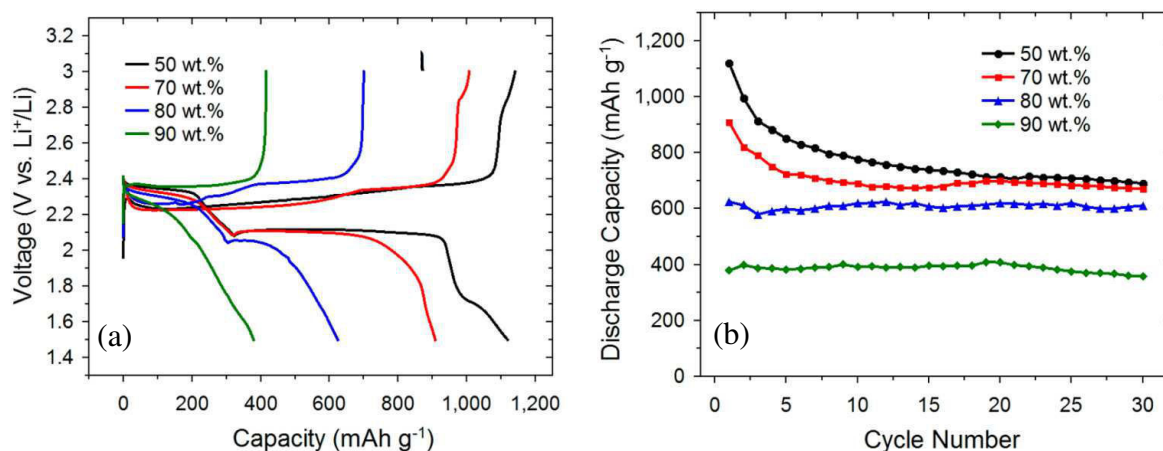 3.2
3
2.8
2.6
2.4
2.2
2
1.8
1.6
1.4
Voltage (V vs. Li⁺/Li)
50 wt.%
70 wt.%
80 wt.%
90 wt.%
(a)
0 200 400 600 800 1,000 1,200
Capacity (mAh g⁻¹)
1,200
1,000
800
600
400
200
0
Discharge Capacity (mAh g⁻¹)
50 wt.%
70 wt.%
80 wt.%
90 wt.%
(b)
0 5 10 15 20 25 30
Cycle Number